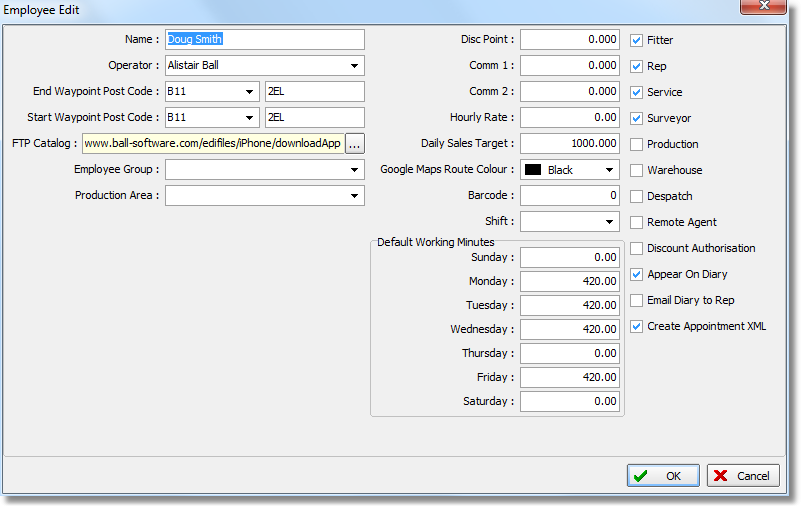 Employee Edit
Name : Doug Smith
Operator : Alistair Ball
End Waypoint Post Code : B11 2EL
Start Waypoint Post Code : B11 2EL
FTP Catalog : www.ball-software.com/edifiles/iPhone/downloadApp ...
Employee Group :
Production Area :
Disc Point : 0.000
Comm 1 : 0.000
Comm 2 : 0.000
Hourly Rate : 0.00
Daily Sales Target : 1000.000
Google Maps Route Colour : Black
Barcode : 0
Shift :
Default Working Minutes
Sunday : 0.00
Monday : 420.00
Tuesday : 420.00
Wednesday : 420.00
Thursday : 0.00
Friday : 420.00
Saturday : 0.00
Fitter
Rep
Service
Surveyor
Production
Warehouse
Despatch
Remote Agent
Discount Authorisation
Appear On Diary
Email Diary to Rep
Create Appointment XML
OK
Cancel